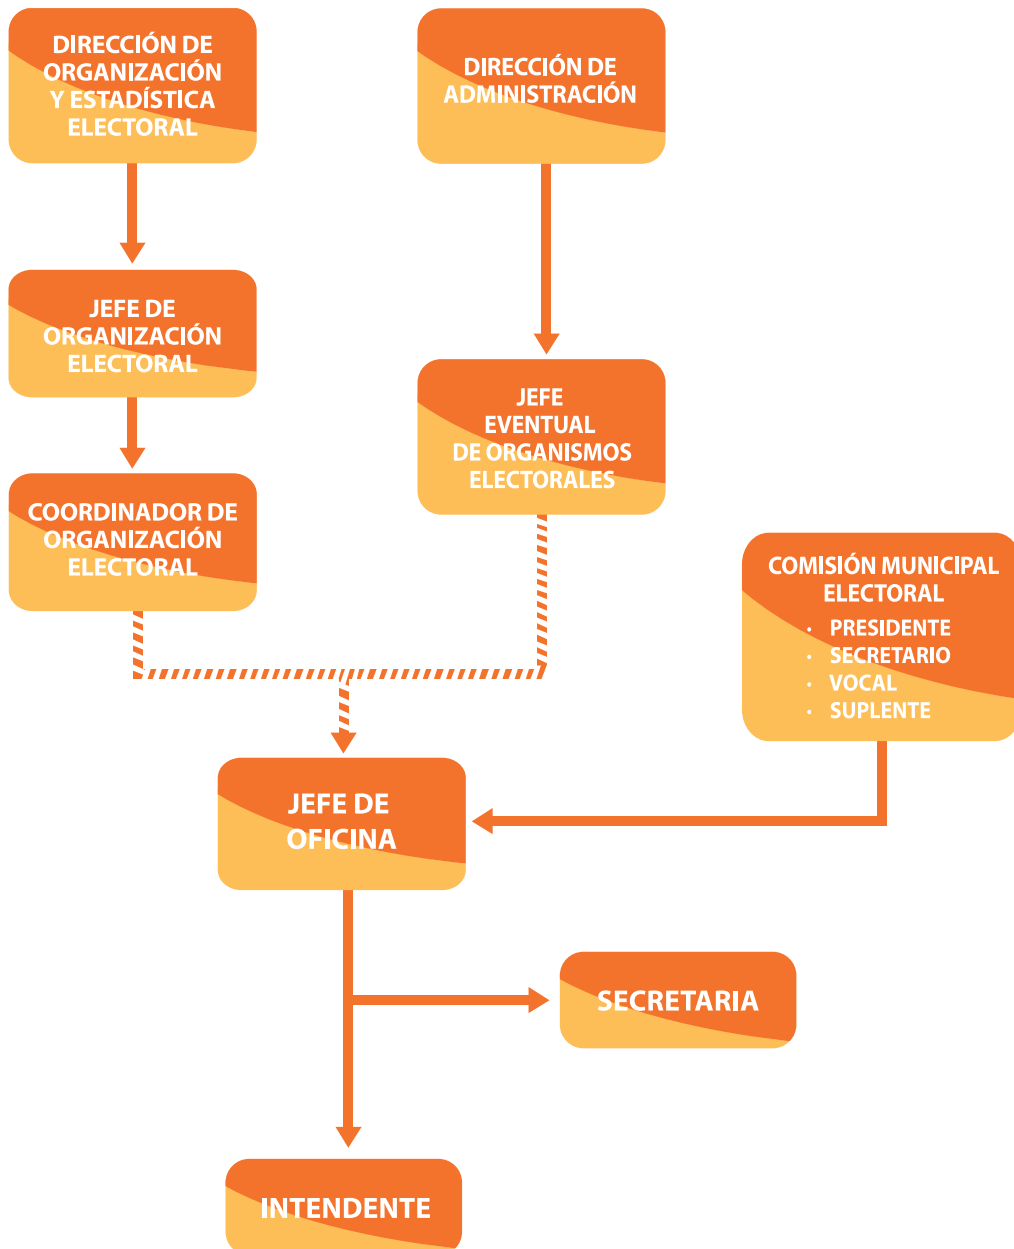 DIRECCIÓN DE
ORGANIZACIÓN
Y ESTADÍSTICA
ELECTORAL
DIRECCIÓN DE
ADMINISTRACIÓN
JEFE DE
ORGANIZACIÓN
ELECTORAL
JEFE
EVENTUAL
DE ORGANISMOS
ELECTORALES
COORDINADOR DE
ORGANIZACIÓN
ELECTORAL
COMISIÓN MUNICIPAL
ELECTORAL
· PRESIDENTE
· SECRETARIO
· VOCAL
· SUPLENTE
JEFE DE
OFICINA
SECRETARIA
INTENDENTE